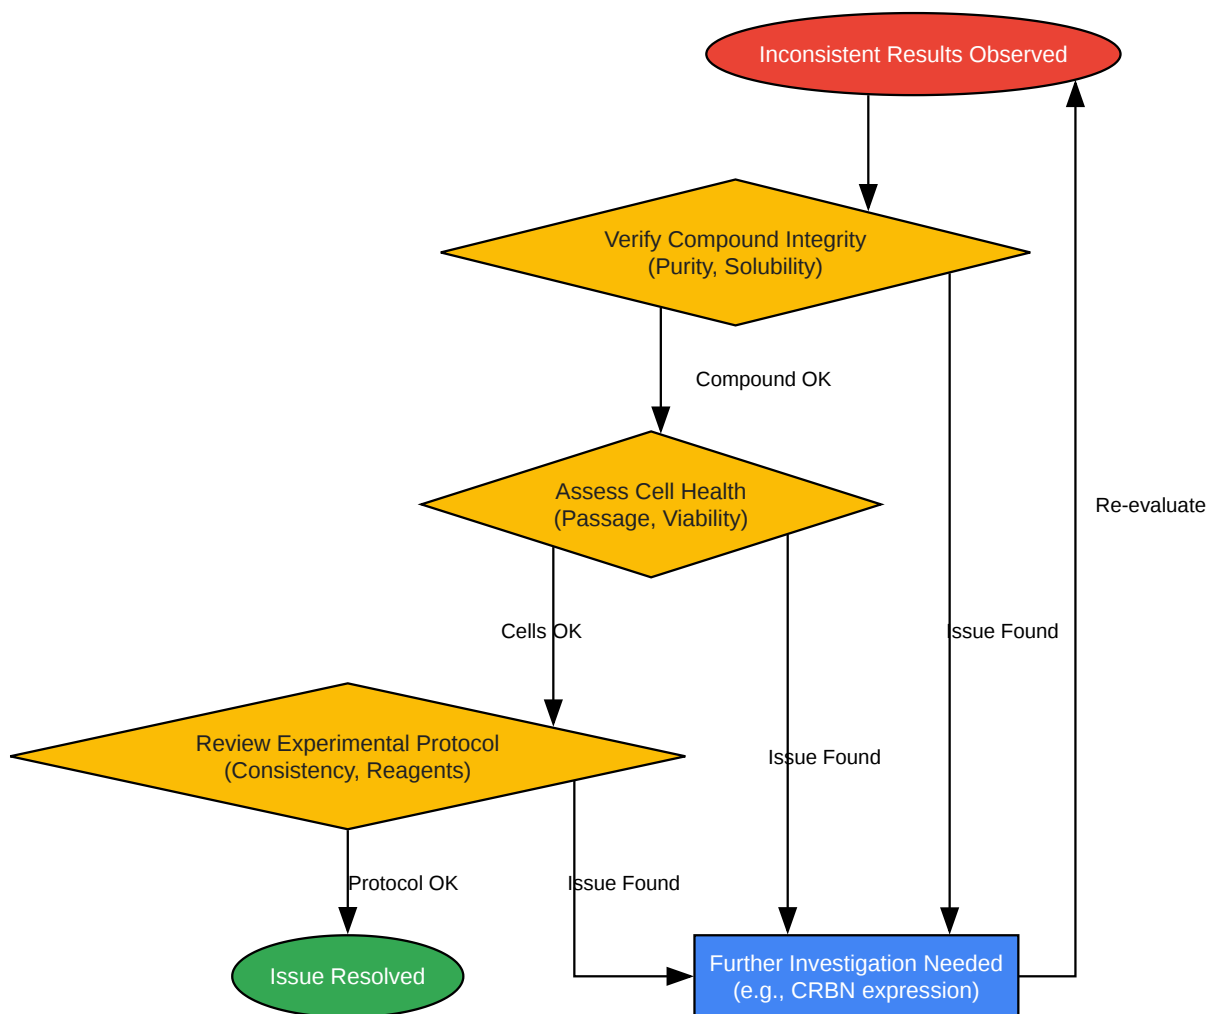 Inconsistent Results Observed
Verify Compound Integrity
(Purity, Solubility)
Compound OK
Assess Cell Health
(Passage, Viability)
Re-evaluate
Cells OK
Issue Found
Review Experimental Protocol
(Consistency, Reagents)
Issue Found
Protocol OK
Issue Found
Issue Resolved
Further Investigation Needed
(e.g., CRBN expression)